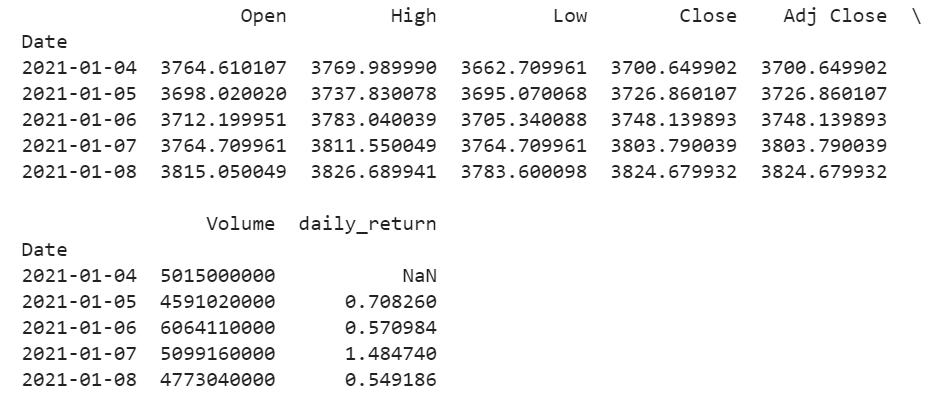 Open High Low Close Adj Close \
Date
2021-01-04 3764.610107 3769.989990 3662.709961 3700.649902 3700.649902
2021-01-05 3698.020020 3737.830078 3695.070068 3726.860107 3726.860107
2021-01-06 3712.199951 3783.040039 3705.340088 3748.139893 3748.139893
2021-01-07 3764.709961 3811.550049 3764.709961 3803.790039 3803.790039
2021-01-08 3815.050049 3826.689941 3783.600098 3824.679932 3824.679932
Volume daily_return
Date
2021-01-04 5015000000 NaN
2021-01-05 4591020000 0.708260
2021-01-06 6064110000 0.570984
2021-01-07 5099160000 1.484740
2021-01-08 4773040000 0.549186